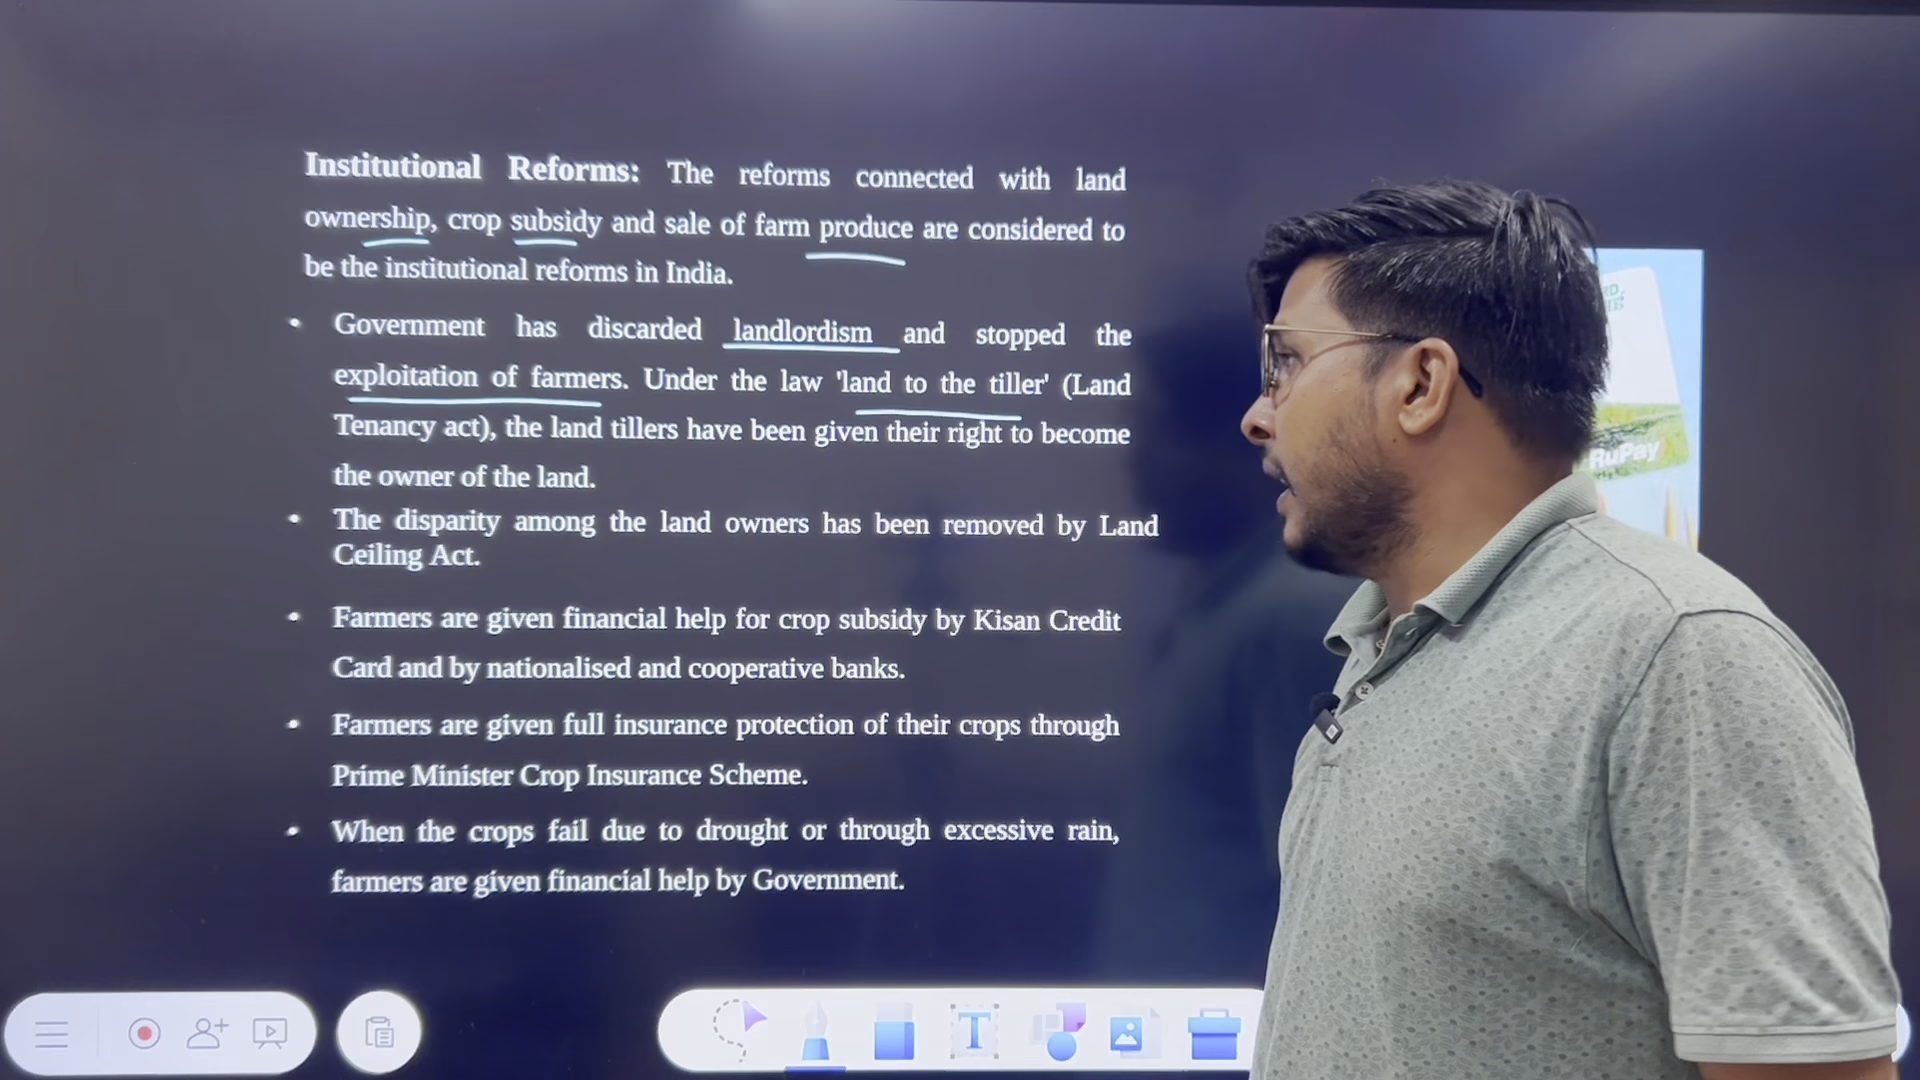 Institutional Reforms: The reforms connected with land
ownership, crop subsidy and sale of farm produce are considered to
be the institutional reforms in India.
• Government has discarded landlordism and stopped the
exploitation of farmers. Under the law 'land to the tiller' (Land
Tenancy act), the land tillers have been given their right to become
the owner of the land.
• The disparity among the land owners has been removed by Land
Ceiling Act.
• Farmers are given financial help for crop subsidy by Kisan Credit
Card and by nationalised and cooperative banks.
• Farmers are given full insurance protection of their crops through
Prime Minister Crop Insurance Scheme.
• When the crops fail due to drought or through excessive rain,
farmers are given financial help by Government.
RuPay
T